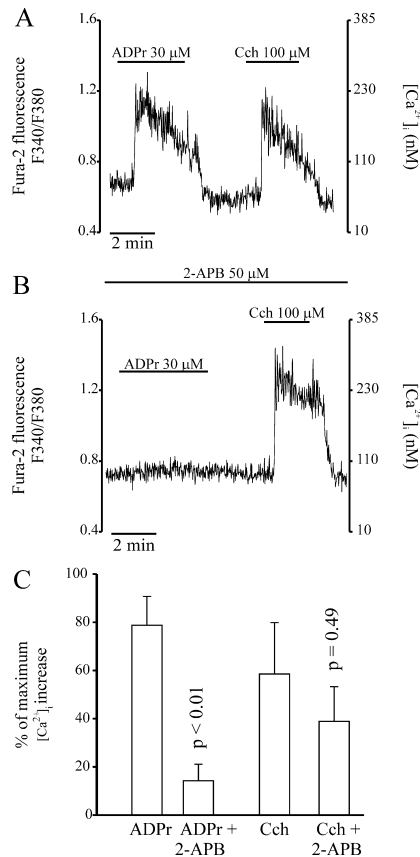 A
ADPr 30 μM
Cch 100 μM
1.6
1.2
0.8
0.4
Fura-2 fluorescence
F340/F380
385
230
110
10
[Ca²⁺]ᵢ (nM)
2 min
2-APB 50 μM
B
ADPr 30 μM
Cch 100 μM
1.6
1.2
0.8
0.4
Fura-2 fluorescence
F340/F380
385
230
110
10
[Ca²⁺]ᵢ (nM)
2 min
C
100
80
60
40
20
0
% of maximum
[Ca²⁺]ᵢ increase
p < 0.01
p = 0.49
ADPr
ADPr +
2-APB
Cch
Cch +
2-APB